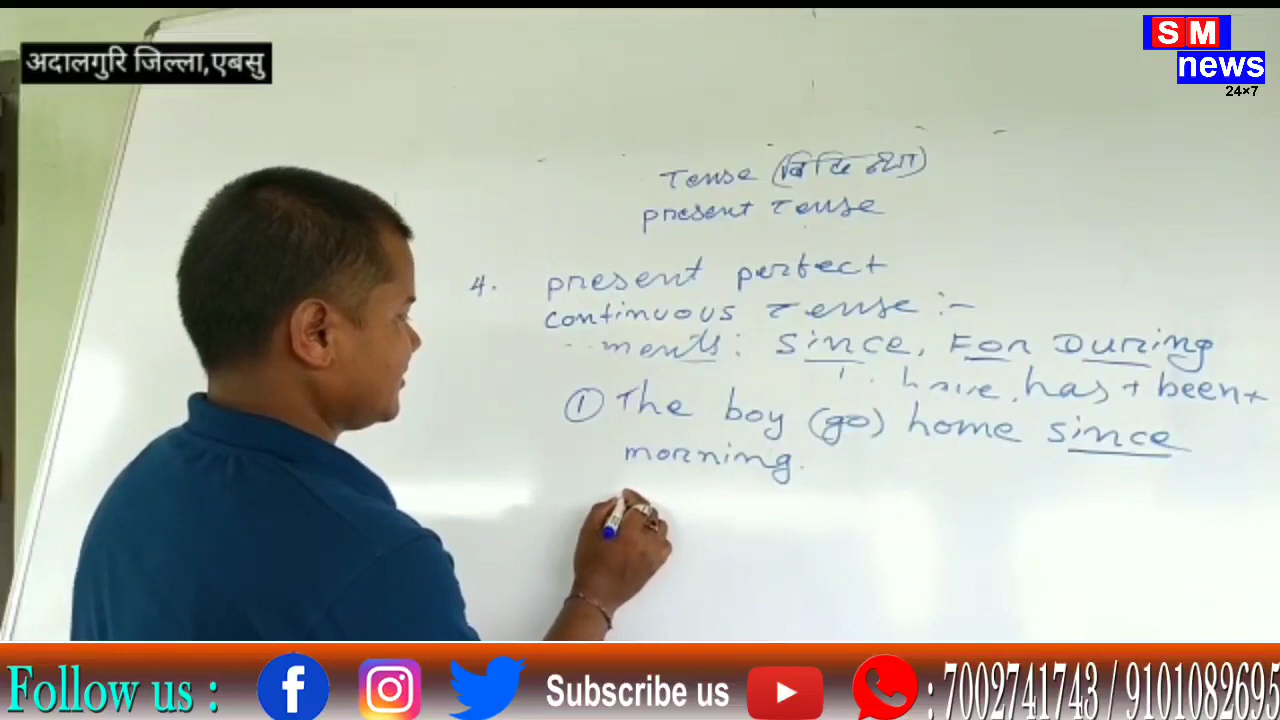 अदालगुरि जिल्ला,एबसु
SM
news
24×7
Tense
present Tense
4. present perfect
continuous Tense :-
ments: Since, For During
have, has + been +
① The boy (go) home since
morning.
Follow us : Subscribe us : 7002741743 / 9101082695